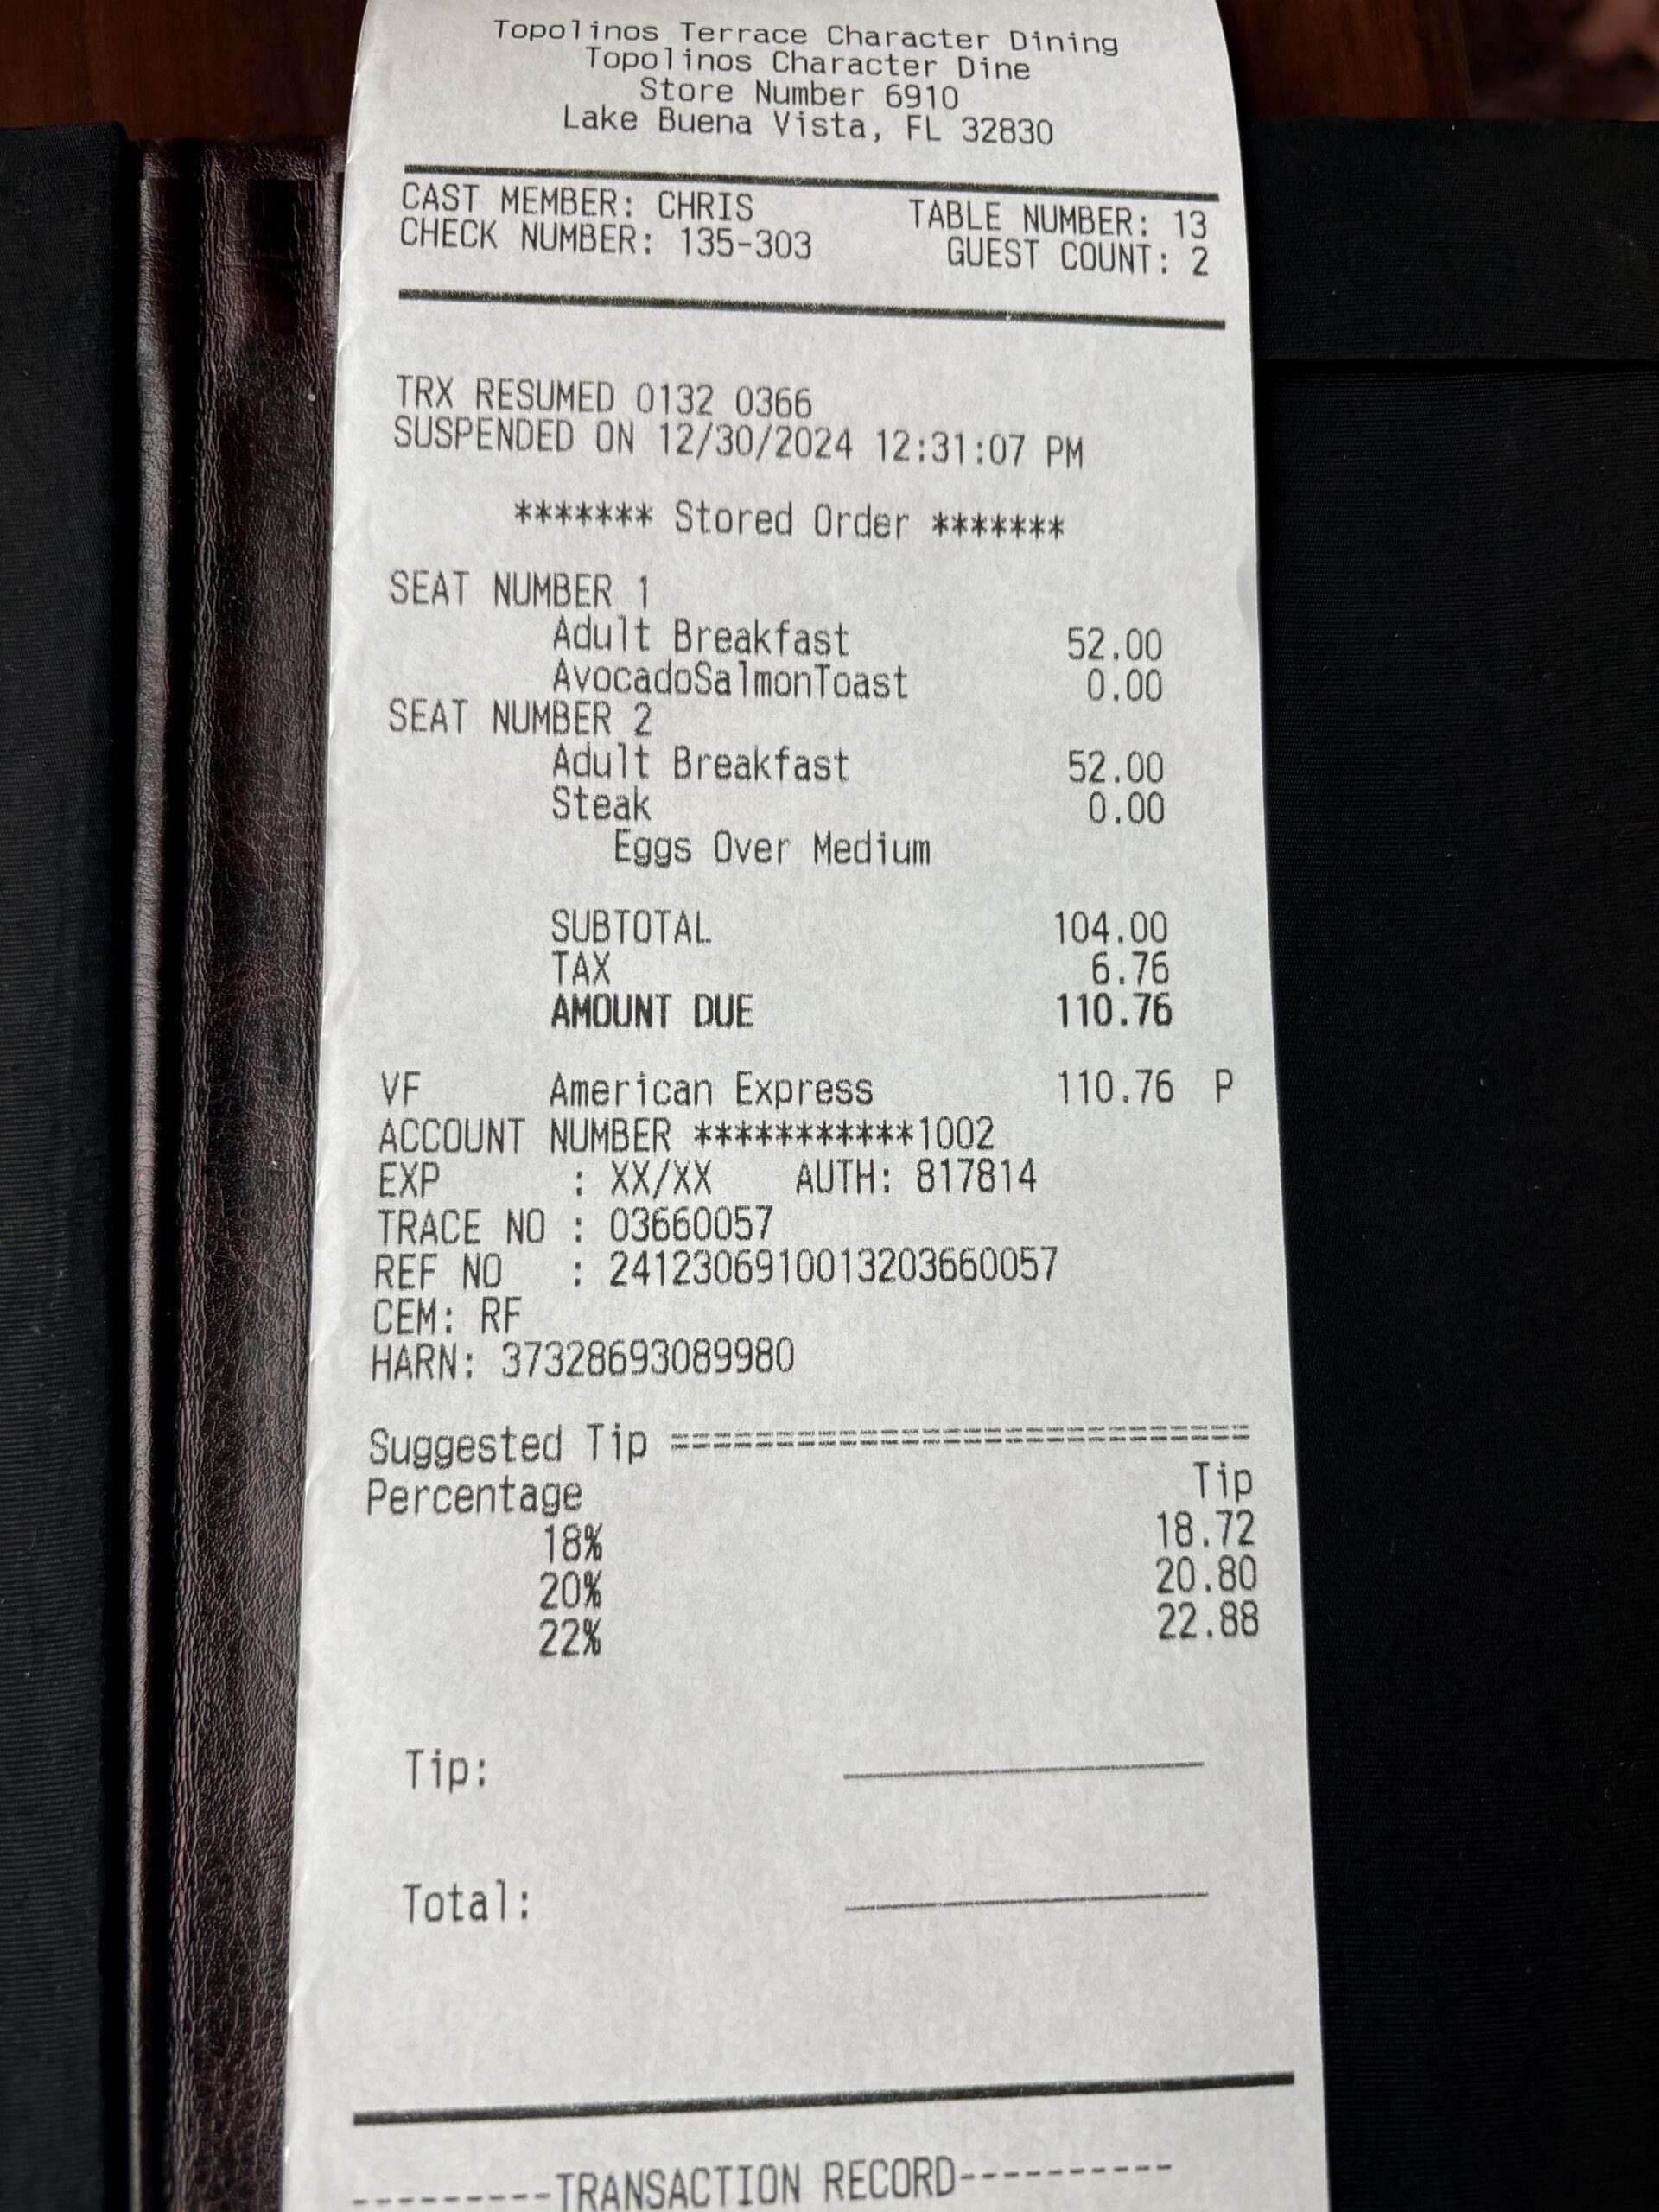 Topolinos Terrace Character Dining
Topolinos Character Dine
Store Number 6910
Lake Buena Vista, FL 32830
CAST MEMBER: CHRIS TABLE NUMBER: 13
CHECK NUMBER: 135-303 GUEST COUNT: 2
TRX RESUMED 0132 0366
SUSPENDED ON 12/30/2024 12:31:07 PM
******* Stored Order *******
SEAT NUMBER 1
Adult Breakfast 52.00
AvocadoSalmonToast 0.00
SEAT NUMBER 2
Adult Breakfast 52.00
Steak 0.00
Eggs Over Medium
SUBTOTAL 104.00
TAX 6.76
AMOUNT DUE 110.76
VF American Express 110.76 P
ACCOUNT NUMBER ***********1002
EXP : XX/XX AUTH: 817814
TRACE NO : 03660057
REF NO : 2412306910013203660057
CEM: RF
HARN: 37328693089980
Suggested Tip ============================
Percentage Tip
18% 18.72
20% 20.80
22% 22.88
Tip:
Total:
----------TRANSACTION RECORD----------